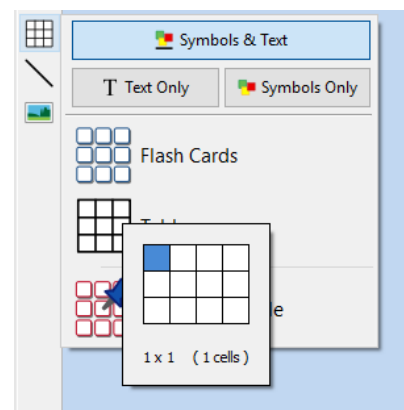 Symbols & Text
T Text Only
Symbols Only
Flash Cards
1 x 1 (1 cells)